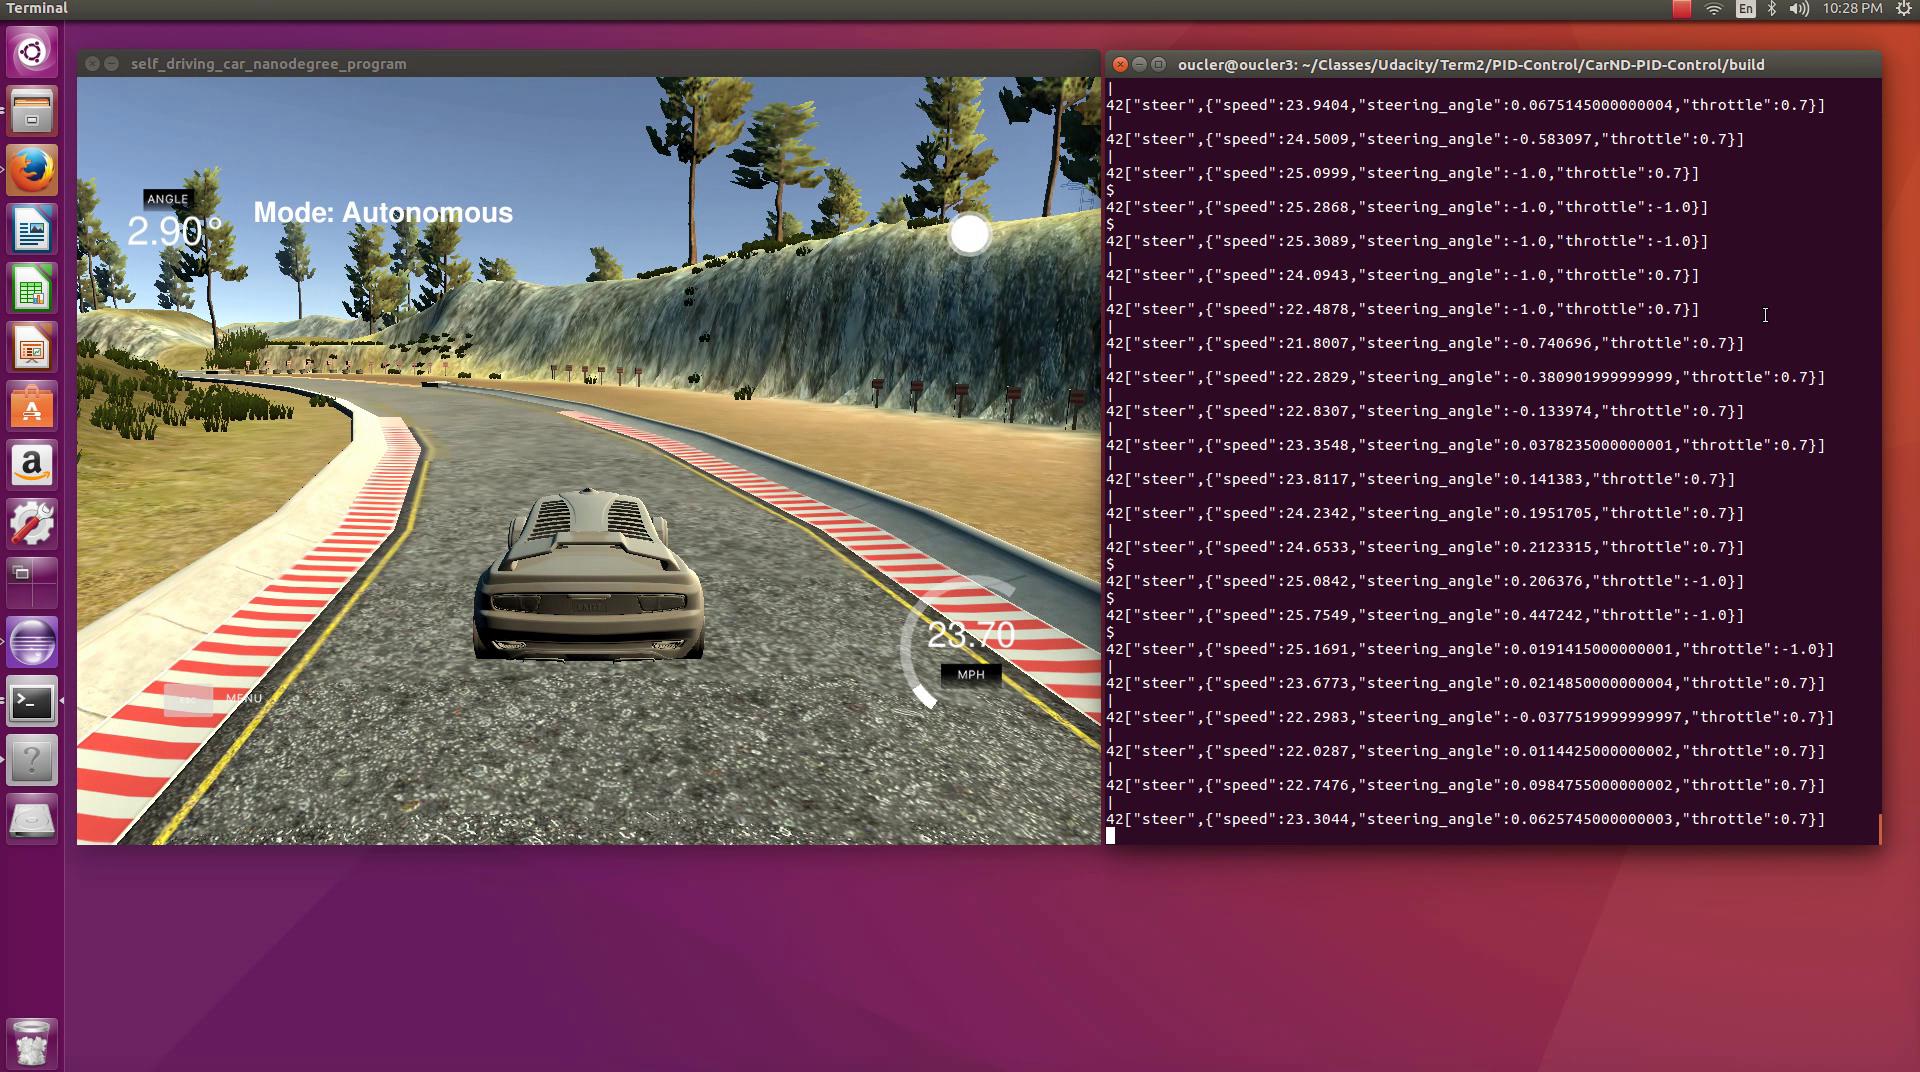 Terminal
En
10:28 PM
self_driving_car_nanodegree_program
ANGLE
2.90°
Mode: Autonomous
23.70
MPH
ESC
MENU
a
oucler@oucler3: ~/Classes/Udacity/Term2/PID-Control/CarND-PID-Control/build
|
42["steer",{"speed":23.9404,"steering_angle":0.0675145000000004,"throttle":0.7}]
|
42["steer",{"speed":24.5009,"steering_angle":-0.583097,"throttle":0.7}]
|
42["steer",{"speed":25.0999,"steering_angle":-1.0,"throttle":0.7}]
$
42["steer",{"speed":25.2868,"steering_angle":-1.0,"throttle":-1.0}]
$
42["steer",{"speed":25.3089,"steering_angle":-1.0,"throttle":-1.0}]
|
42["steer",{"speed":24.0943,"steering_angle":-1.0,"throttle":0.7}]
|
42["steer",{"speed":22.4878,"steering_angle":-1.0,"throttle":0.7}]
|
42["steer",{"speed":21.8007,"steering_angle":-0.740696,"throttle":0.7}]
|
42["steer",{"speed":22.2829,"steering_angle":-0.380901999999999,"throttle":0.7}]
|
42["steer",{"speed":22.8307,"steering_angle":-0.133974,"throttle":0.7}]
|
42["steer",{"speed":23.3548,"steering_angle":0.0378235000000001,"throttle":0.7}]
|
42["steer",{"speed":23.8117,"steering_angle":0.141383,"throttle":0.7}]
|
42["steer",{"speed":24.2342,"steering_angle":0.1951705,"throttle":0.7}]
|
42["steer",{"speed":24.6533,"steering_angle":0.2123315,"throttle":0.7}]
$
42["steer",{"speed":25.0842,"steering_angle":0.206376,"throttle":-1.0}]
$
42["steer",{"speed":25.7549,"steering_angle":0.447242,"throttle":-1.0}]
$
42["steer",{"speed":25.1691,"steering_angle":0.0191415000000001,"throttle":-1.0}]
|
42["steer",{"speed":23.6773,"steering_angle":0.0214850000000004,"throttle":0.7}]
|
42["steer",{"speed":22.2983,"steering_angle":-0.0377519999999997,"throttle":0.7}]
|
42["steer",{"speed":22.0287,"steering_angle":0.0114425000000002,"throttle":0.7}]
|
42["steer",{"speed":22.7476,"steering_angle":0.0984755000000002,"throttle":0.7}]
|
42["steer",{"speed":23.3044,"steering_angle":0.0625745000000003,"throttle":0.7}]